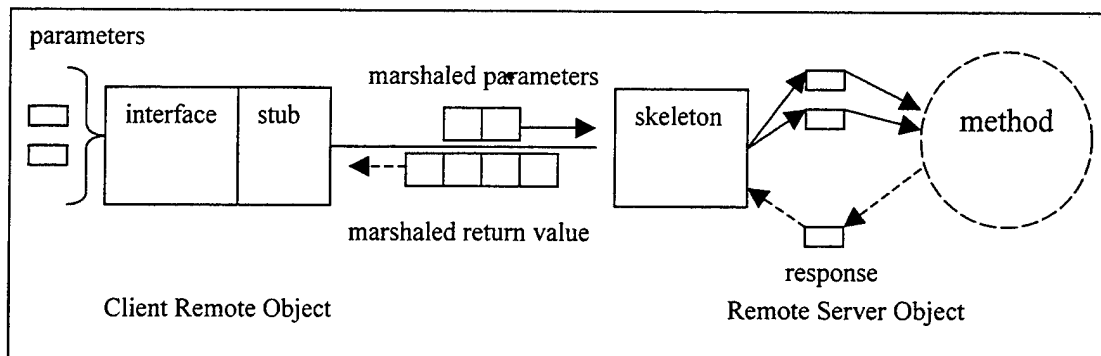 parameters
marshaled parameters
interface
stub
skeleton
method
marshaled return value
response
Client Remote Object
Remote Server Object